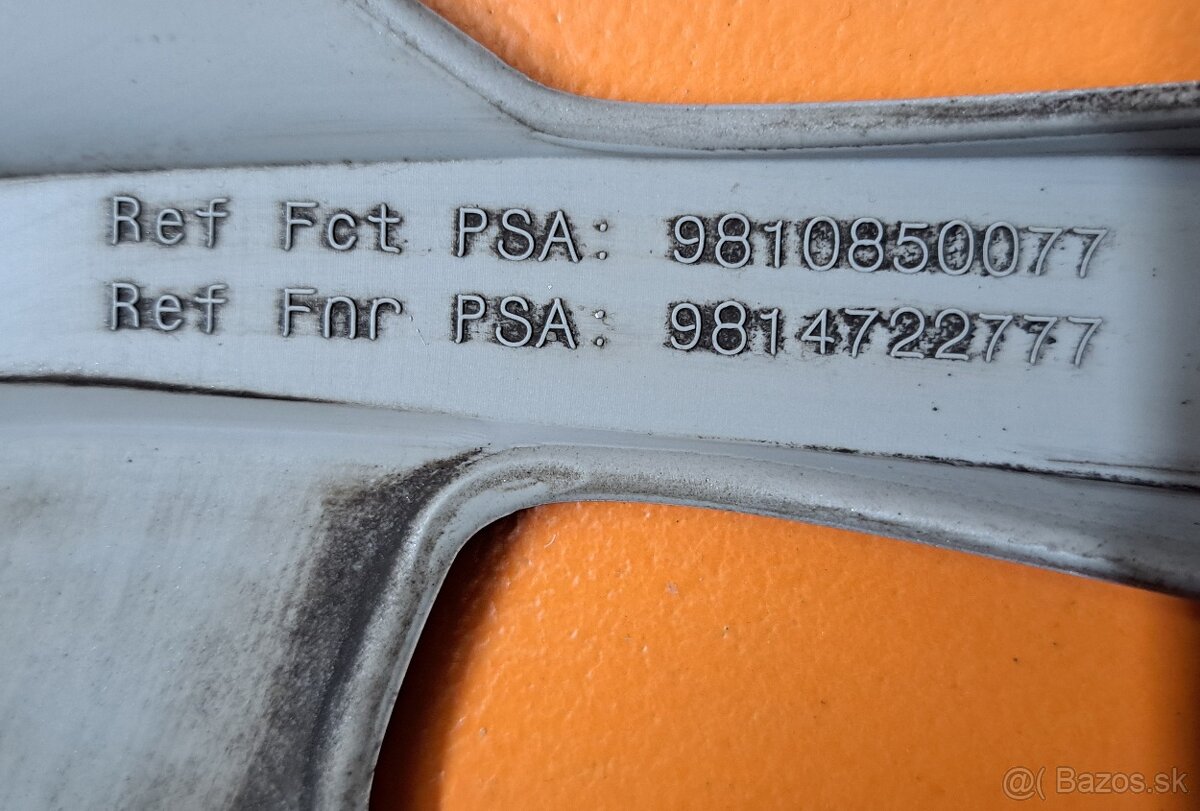 Ref Fct PSA: 9810850077
Ref Fnr PSA: 9814722777
@( Bazos.sk